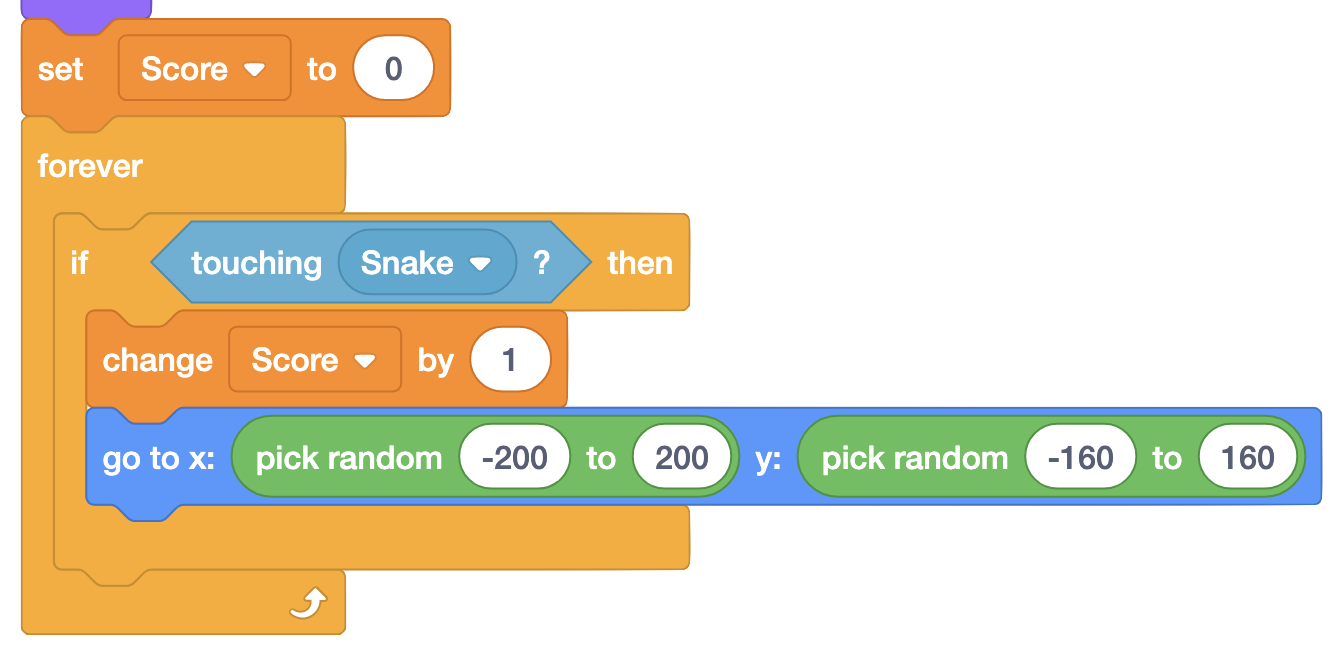 set Score to 0
forever
if touching Snake ? then
change Score by 1
go to x: pick random -200 to 200 y: pick random -160 to 160